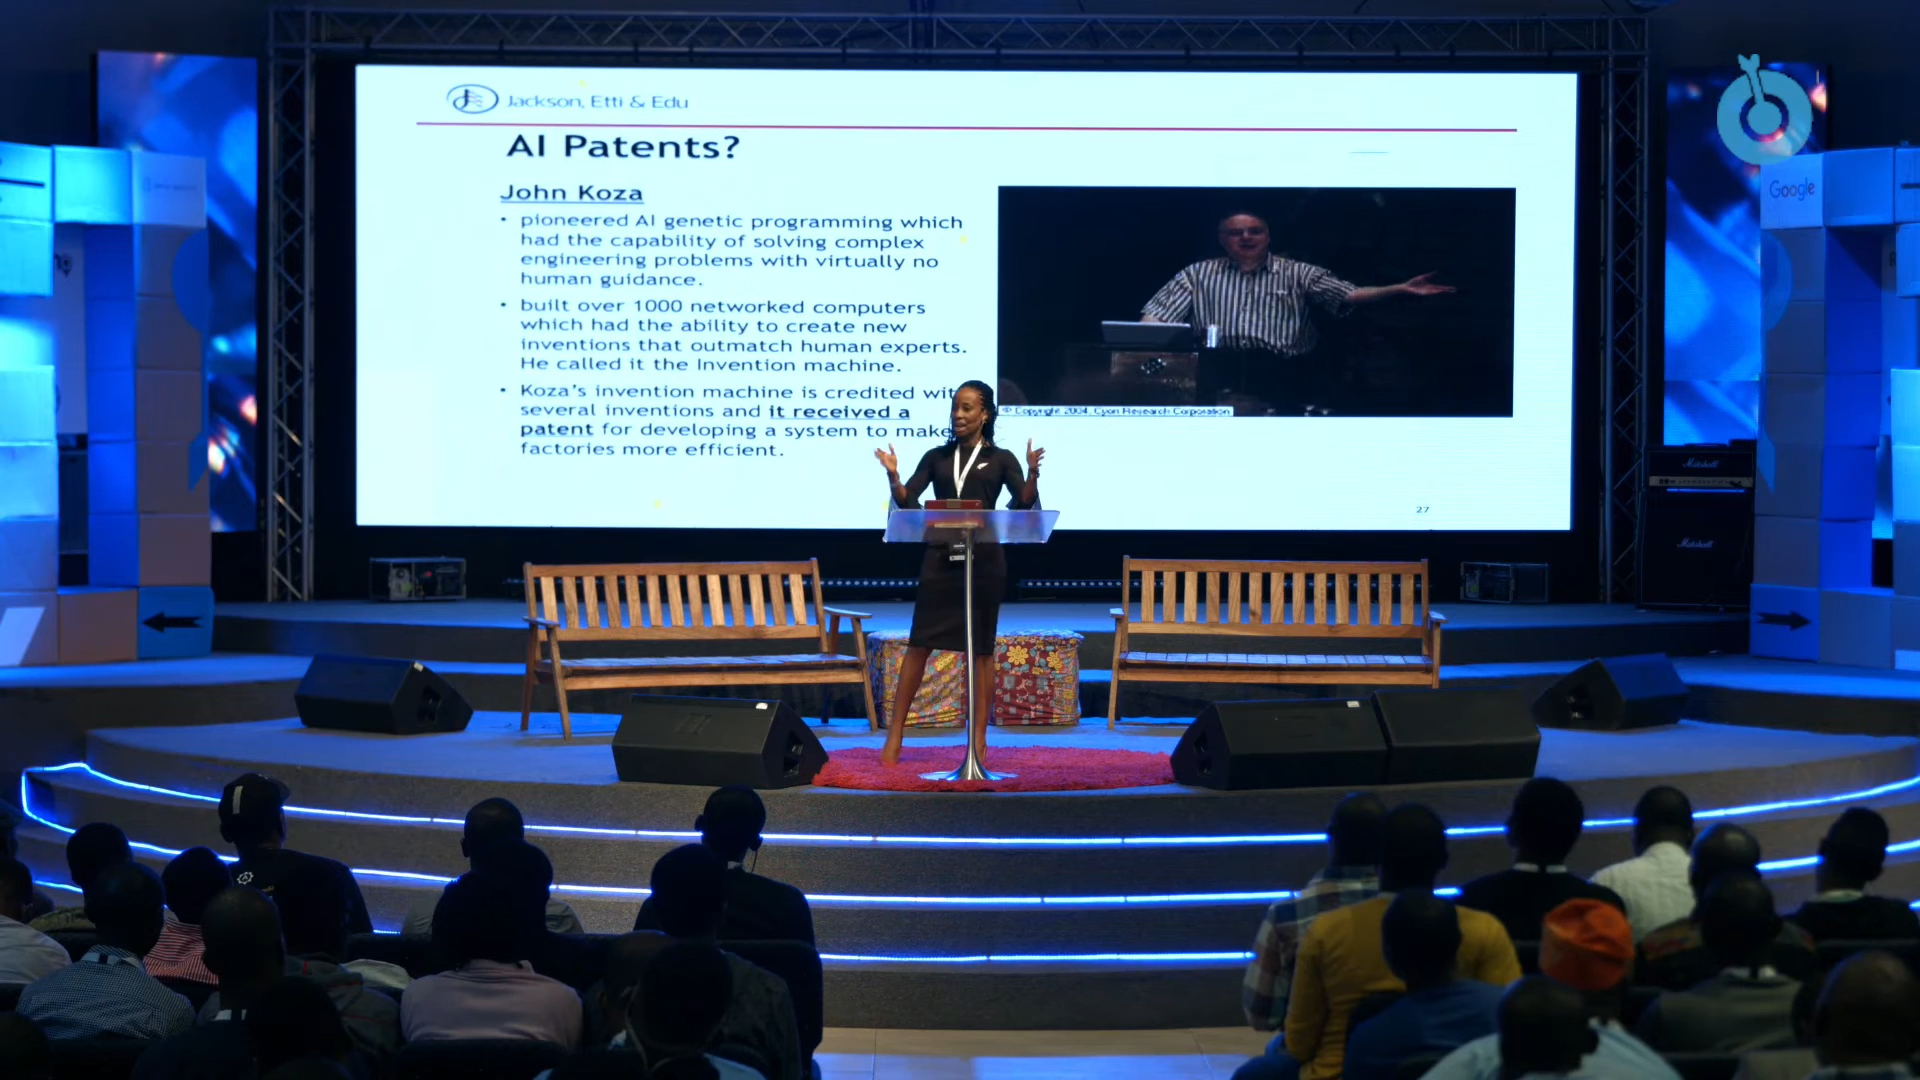 Jackson, Etti & Edu
AI Patents?
John Koza
• pioneered AI genetic programming which
had the capability of solving complex
engineering problems with virtually no
human guidance.
• built over 1000 networked computers
which had the ability to create new
inventions that outmatch human experts.
He called it the Invention machine.
• Koza's invention machine is credited wit
several inventions and it received a
patent for developing a system to make
factories more efficient.
© Copyright 2004, Cyon Research Corporation
27
Google
Marshall
Marshall